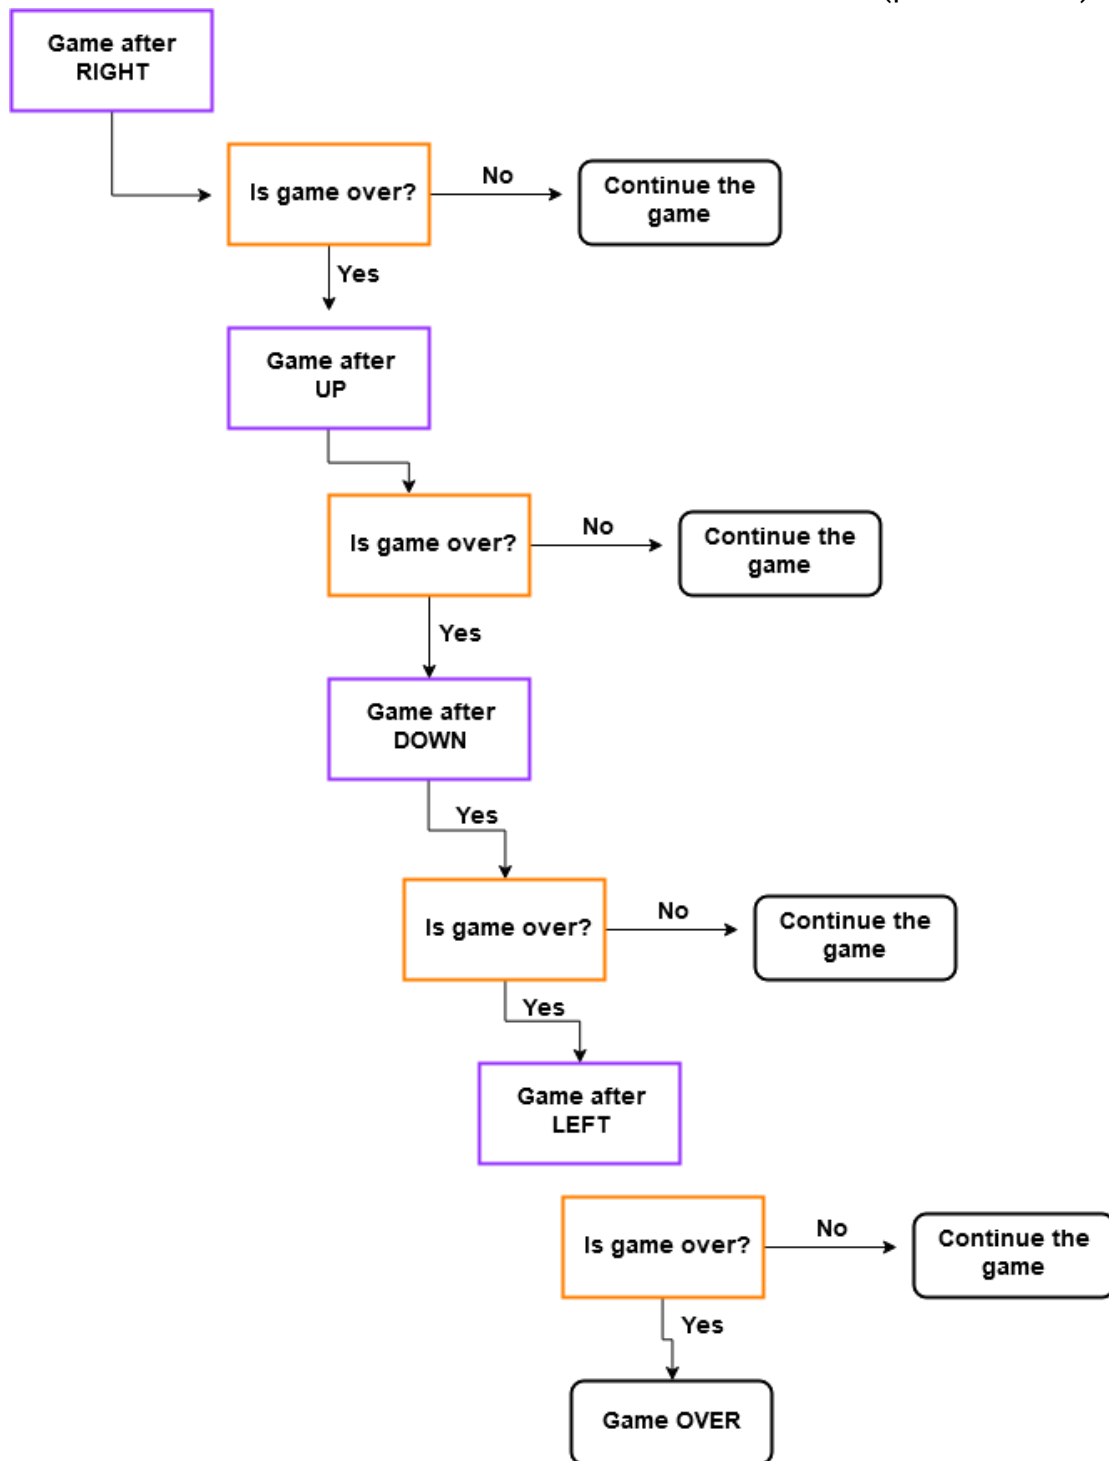 Game after
RIGHT
Is game over?
No
Continue the
game
Yes
Game after
UP
Is game over?
No
Continue the
game
Yes
Game after
DOWN
Yes
Is game over?
No
Continue the
game
Yes
Game after
LEFT
Is game over?
No
Continue the
game
Yes
Game OVER